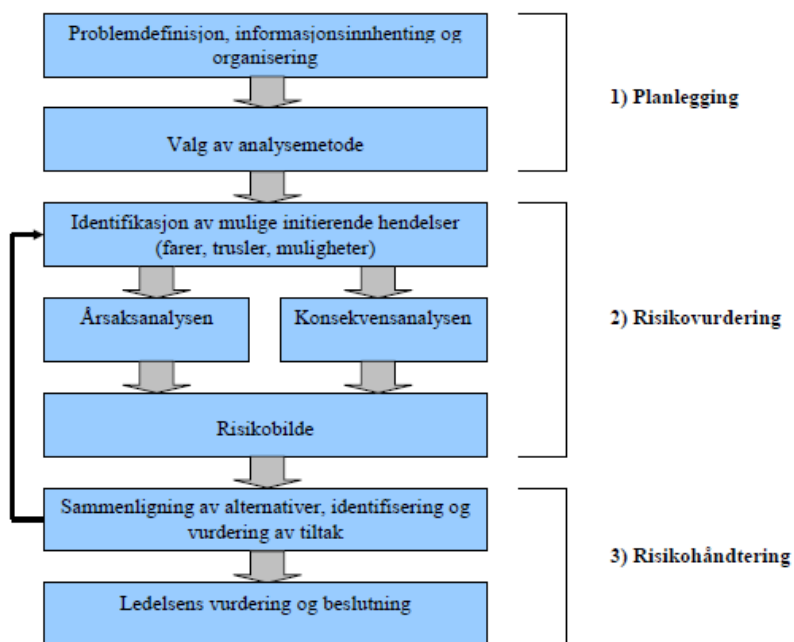 Problemdefinisjon, informasjonsinnhenting og
organisering
Valg av analysemetode
1) Planlegging
Identifikasjon av mulige initierende hendelser
(farer, trusler, muligheter)
Årsaksanalysen
Konsekvensanalysen
Risikobilde
2) Risikovurdering
Sammenligning av alternativer, identifisering og
vurdering av tiltak
Ledelsens vurdering og beslutning
3) Risikohåndtering